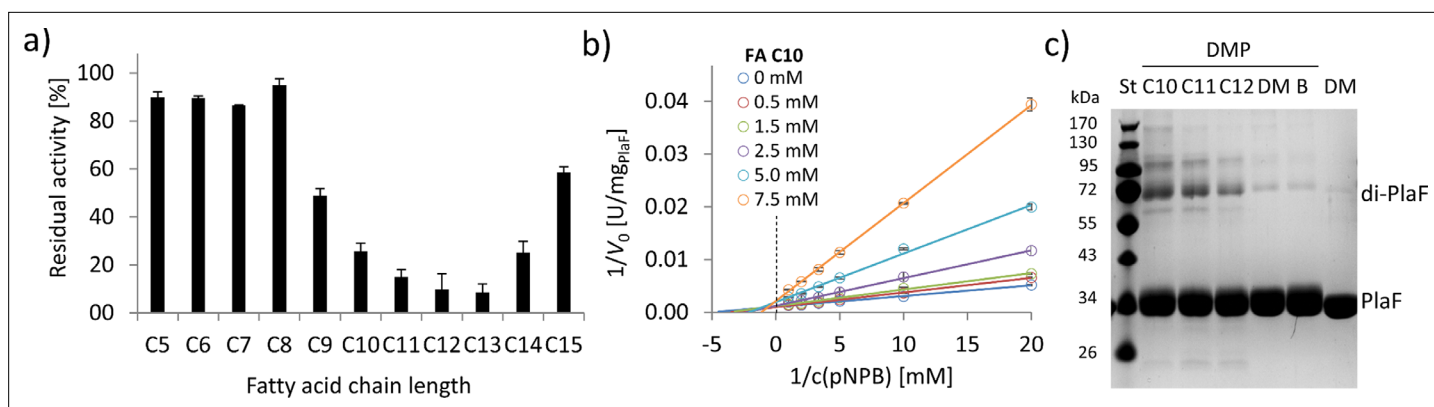 a)
Residual activity [%]
100
80
60
40
20
00
C5 C6 C7 C8 C9 C10 C11 C12 C13 C14 C15
Fatty acid chain length
b)
FA C10
0 mM
0.5 mM
1.5 mM
2.5 mM
5.0 mM
7.5 mM
1/V0 [U/mgPlaF]
0.04
0.03
0.02
0.01
0.00
-5 0 5 10 15 20
1/c(pNPB) [mM]
c)
DMP
St C10 C11 C12 DM B DM
kDa
170
130
95
72
55
43
34
26
di-PlaF
PlaF